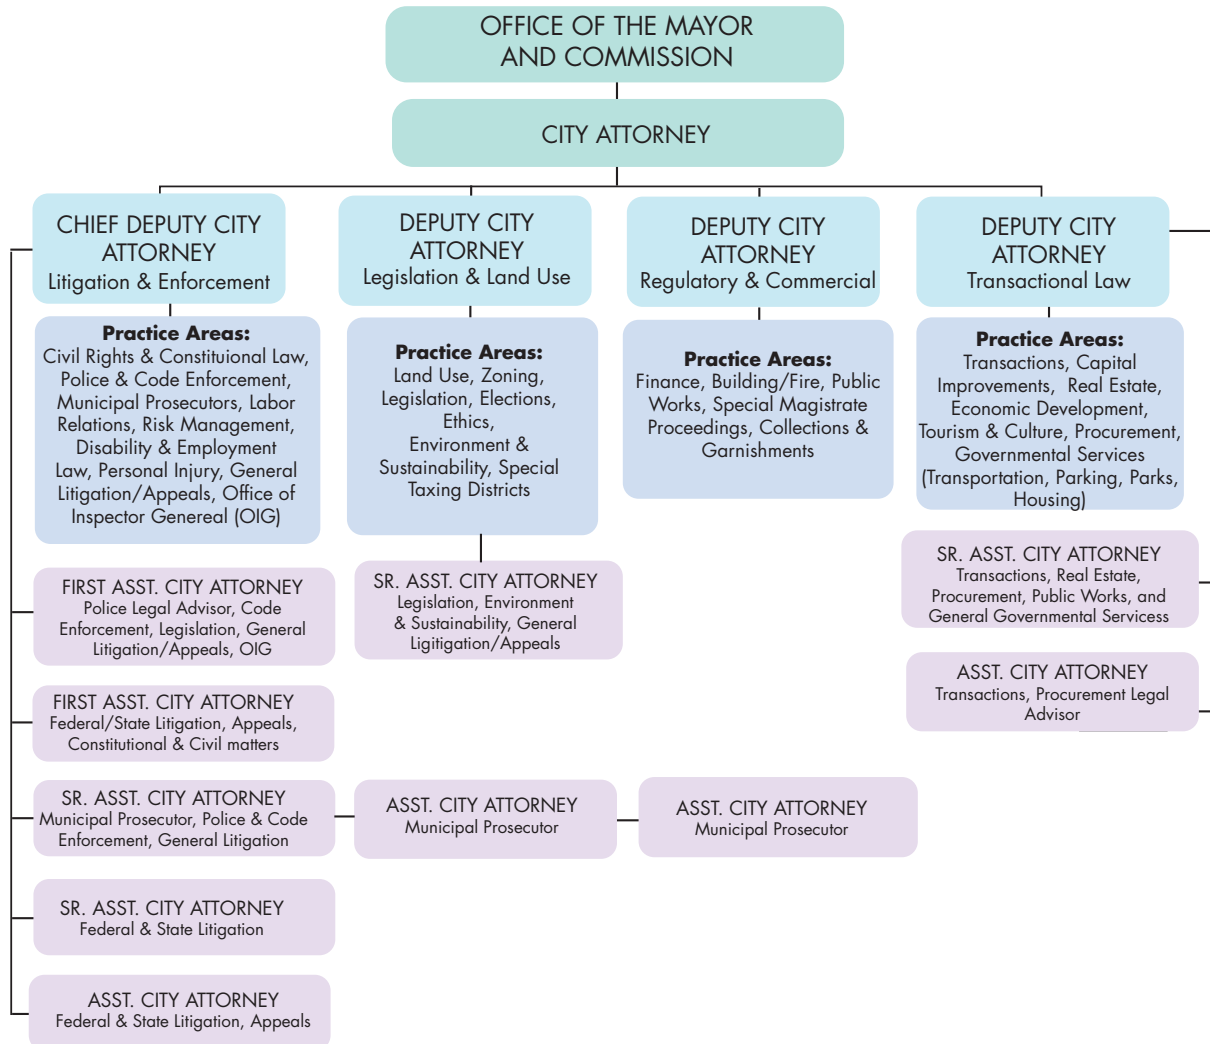 OFFICE OF THE MAYOR
AND COMMISSION
CITY ATTORNEY
CHIEF DEPUTY CITY
ATTORNEY
Litigation & Enforcement
DEPUTY CITY
ATTORNEY
Legislation & Land Use
DEPUTY CITY
ATTORNEY
Regulatory & Commercial
DEPUTY CITY
ATTORNEY
Transactional Law
Practice Areas:
Civil Rights & Constituional Law,
Police & Code Enforcement,
Municipal Prosecutors, Labor
Relations, Risk Management,
Disability & Employment
Law, Personal Injury, General
Litigation/Appeals, Office of
Inspector Genereal (OIG)
Practice Areas:
Land Use, Zoning,
Legislation, Elections,
Ethics,
Environment &
Sustainability, Special
Taxing Districts
Practice Areas:
Finance, Building/Fire, Public
Works, Special Magistrate
Proceedings, Collections &
Garnishments
Practice Areas:
Transactions, Capital
Improvements, Real Estate,
Economic Development,
Tourism & Culture, Procurement,
Governmental Services
(Transportation, Parking, Parks,
Housing)
FIRST ASST. CITY ATTORNEY
Police Legal Advisor, Code
Enforcement, Legislation, General
Litigation/Appeals, OIG
SR. ASST. CITY ATTORNEY
Legislation, Environment
& Sustainability, General
Ligitigation/Appeals
SR. ASST. CITY ATTORNEY
Transactions, Real Estate,
Procurement, Public Works, and
General Governmental Servicess
ASST. CITY ATTORNEY
Transactions, Procurement Legal
Advisor
FIRST ASST. CITY ATTORNEY
Federal/State Litigation, Appeals,
Constitutional & Civil matters
SR. ASST. CITY ATTORNEY
Municipal Prosecutor, Police & Code
Enforcement, General Litigation
ASST. CITY ATTORNEY
Municipal Prosecutor
ASST. CITY ATTORNEY
Municipal Prosecutor
SR. ASST. CITY ATTORNEY
Federal & State Litigation
ASST. CITY ATTORNEY
Federal & State Litigation, Appeals